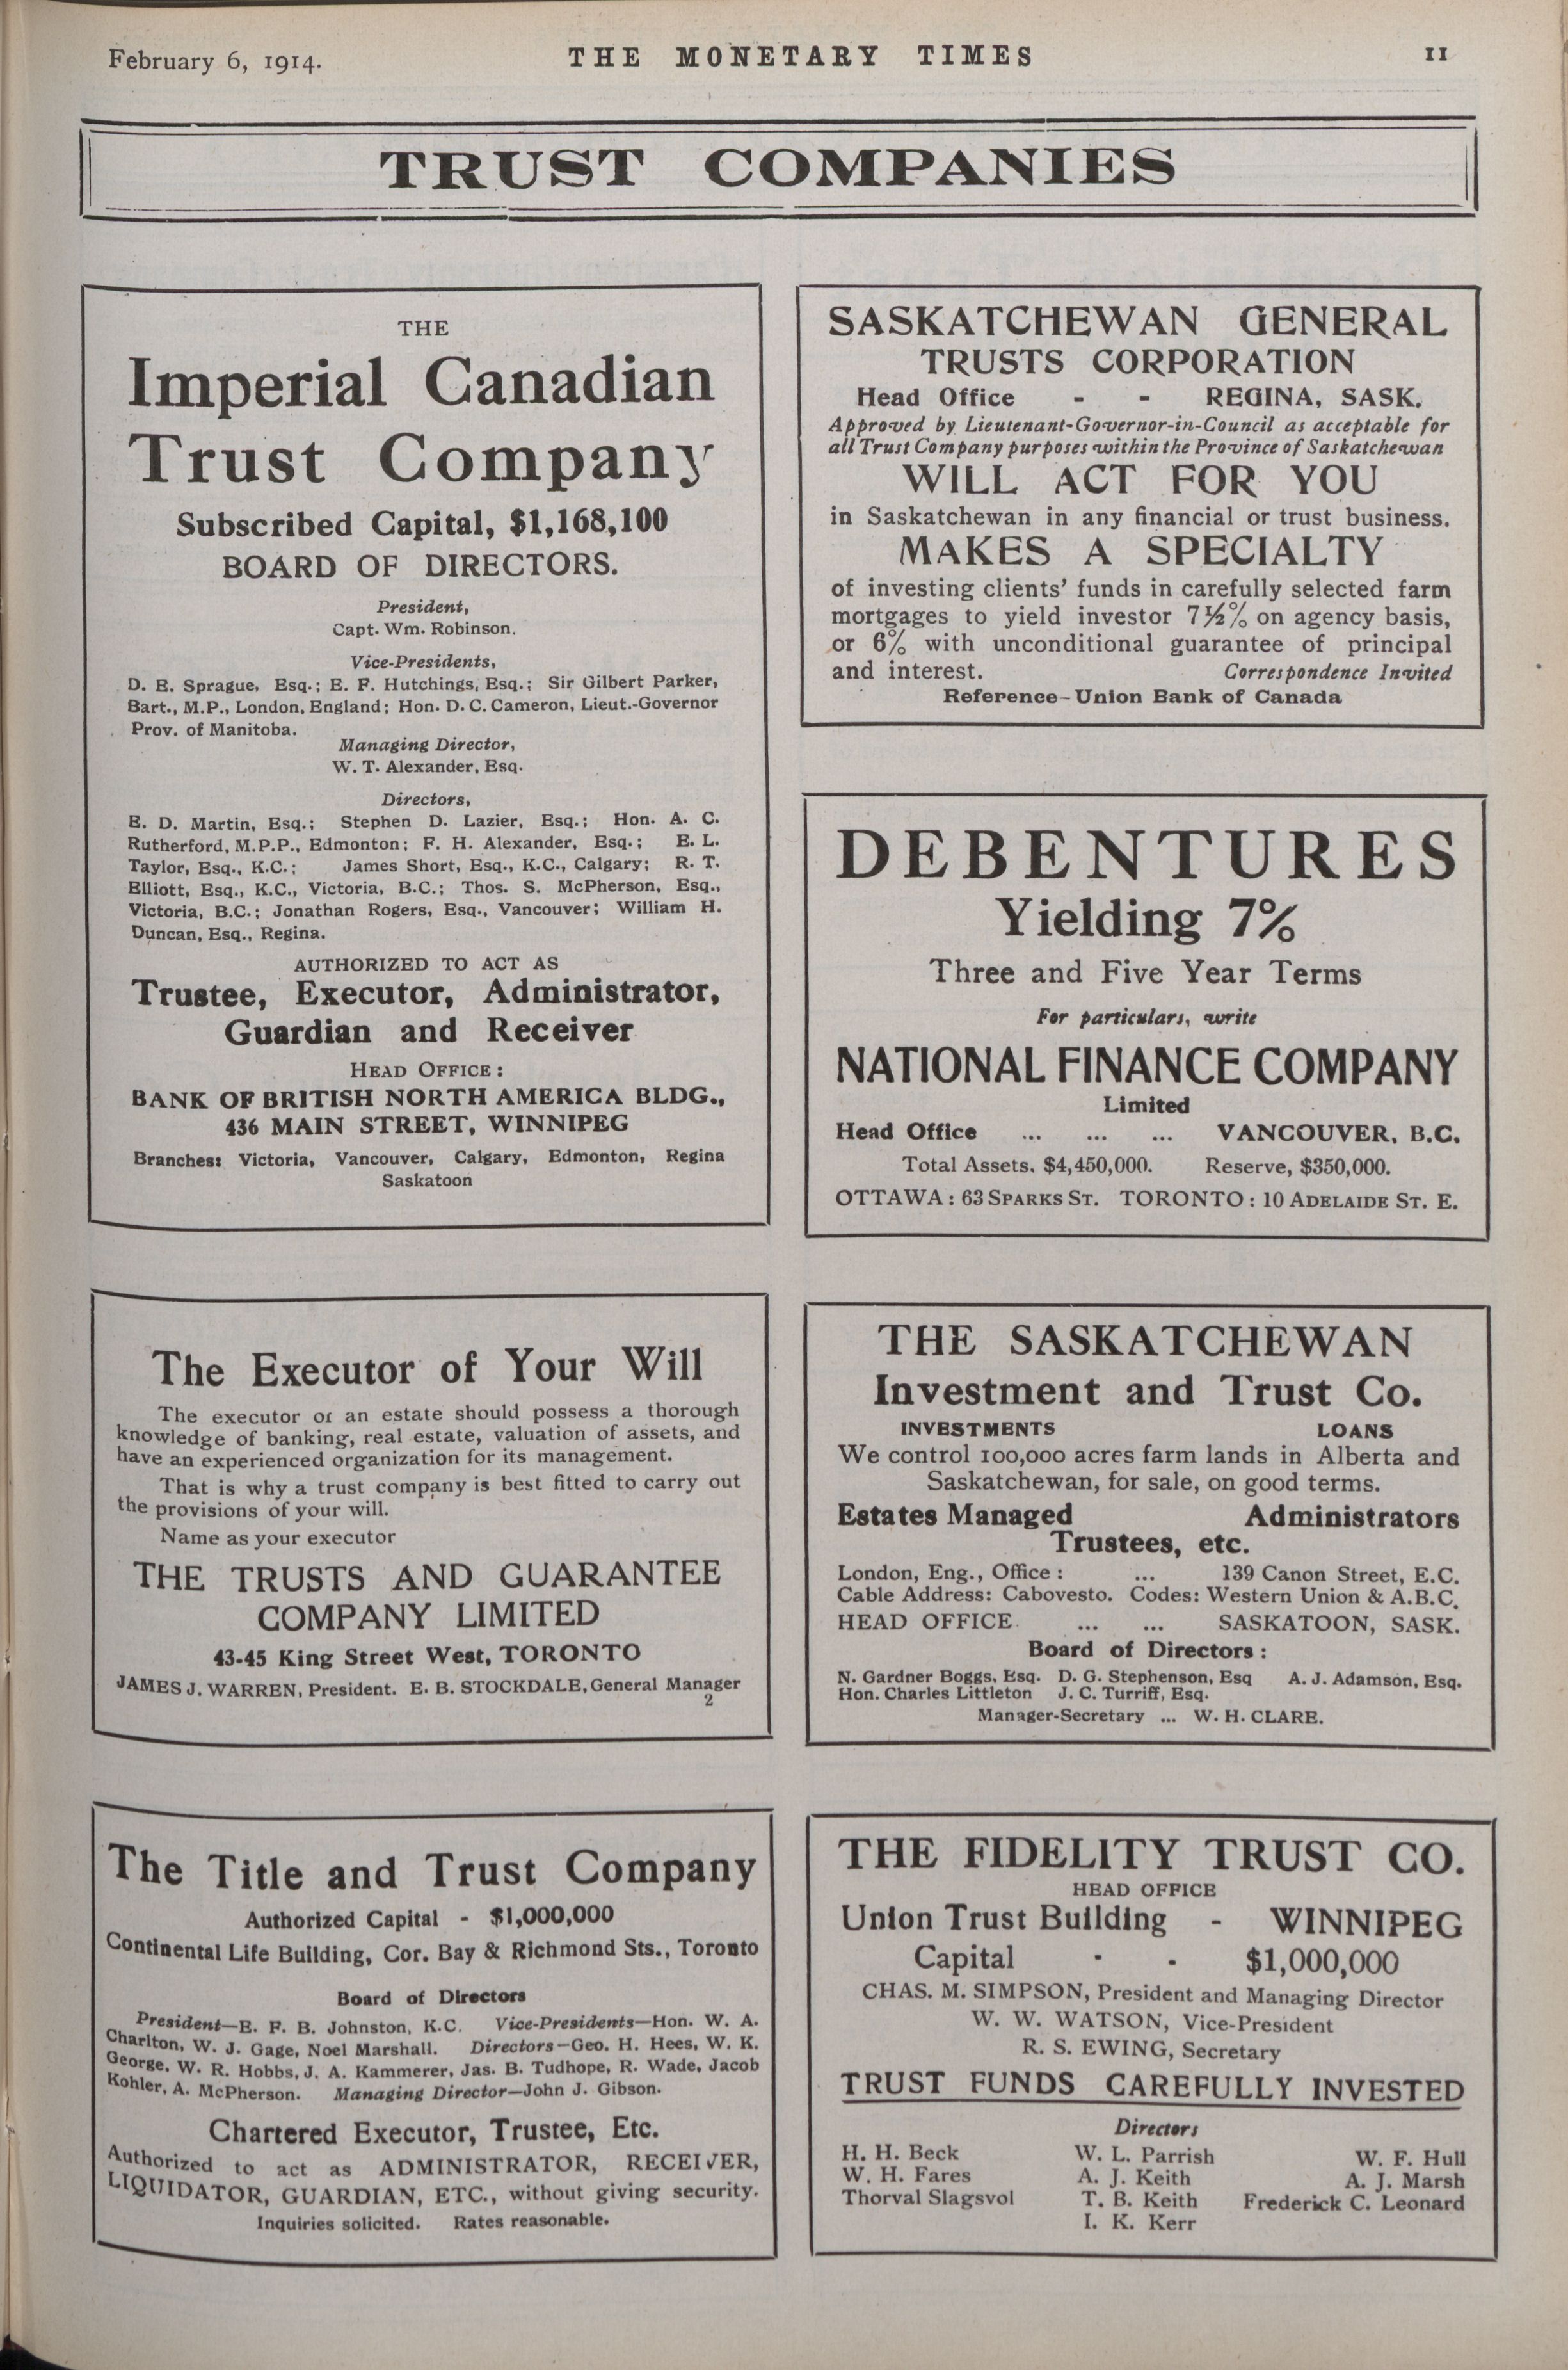 February 6, 1914.
THE MONETARY TIMES
11
TRUST COMPANIES
THE
Imperial Canadian
Trust Company
Subscribed Capital, $1,168,100
BOARD OF DIRECTORS.
President,
Capt. Wm. Robinson.
Vice-Presidents,
D. E. Sprague, Esq.; E. F. Hutchings, Esq.; Sir Gilbert Parker,
Bart., M.P., London, England; Hon. D. C. Cameron, Lieut.-Governor
Prov. of Manitoba.
Managing Director,
W. T. Alexander, Esq.
Directors,
E. D. Martin, Esq.; Stephen D. Lazier, Esq.; Hon. A. C.
Rutherford, M.P.P., Edmonton; F. H. Alexander, Esq.; E. L.
Taylor, Esq., K.C.; James Short, Esq., K.C., Calgary; R. T.
Elliott, Esq., K.C., Victoria, B.C.; Thos. S. McPherson, Esq.,
Victoria, B.C.; Jonathan Rogers, Esq., Vancouver; William H.
Duncan, Esq., Regina.
AUTHORIZED TO ACT AS
Trustee, Executor, Administrator,
Guardian and Receiver
HEAD OFFICE:
BANK OF BRITISH NORTH AMERICA BLDG.,
436 MAIN STREET, WINNIPEG
Branches: Victoria, Vancouver, Calgary, Edmonton, Regina
Saskatoon
The Executor of Your Will
The executor of an estate should possess a thorough
knowledge of banking, real estate, valuation of assets, and
have an experienced organization for its management.
That is why a trust company is best fitted to carry out
the provisions of your will.
Name as your executor
THE TRUSTS AND GUARANTEE
COMPANY LIMITED
43-45 King Street West, TORONTO
JAMES J. WARREN, President. E. B. STOCKDALE, General Manager
2
The Title and Trust Company
Authorized Capital - $1,000,000
Continental Life Building, Cor. Bay & Richmond Sts., Toronto
Board of Directors
President—E. F. B. Johnston, K.C. Vice-Presidents—Hon. W. A.
Charlton, W. J. Gage, Noel Marshall. Directors—Geo. H. Hees, W. K.
George, W. R. Hobbs, J. A. Kammerer, Jas. B. Tudhope, R. Wade, Jacob
Kohler, A. McPherson. Managing Director—John J. Gibson.
Chartered Executor, Trustee, Etc.
Authorized to act as ADMINISTRATOR, RECEIVER,
LIQUIDATOR, GUARDIAN, ETC., without giving security.
Inquiries solicited. Rates reasonable.
SASKATCHEWAN GENERAL
TRUSTS CORPORATION
Head Office - - REGINA, SASK.
Approved by Lieutenant-Governor-in-Council as acceptable for
all Trust Company purposes within the Province of Saskatchewan
WILL ACT FOR YOU
in Saskatchewan in any financial or trust business.
MAKES A SPECIALTY
of investing clients' funds in carefully selected farm
mortgages to yield investor 7½% on agency basis,
or 6% with unconditional guarantee of principal
and interest. Correspondence Invited
Reference-Union Bank of Canada
DEBENTURES
Yielding 7%
Three and Five Year Terms
For particulars, write
NATIONAL FINANCE COMPANY
Limited
Head Office ... ... ... VANCOUVER, B.C.
Total Assets, $4,450,000. Reserve, $350,000.
OTTAWA: 63 SPARKS ST. TORONTO: 10 ADELAIDE ST. E.
THE SASKATCHEWAN
Investment and Trust Co.
INVESTMENTS LOANS
We control 100,000 acres farm lands in Alberta and
Saskatchewan, for sale, on good terms.
Estates Managed Administrators
Trustees, etc.
London, Eng., Office: ... 139 Canon Street, E.C.
Cable Address: Cabovesto. Codes: Western Union & A.B.C.
HEAD OFFICE. ... ... SASKATOON, SASK.
Board of Directors:
N. Gardner Boggs, Esq. D. G. Stephenson, Esq A. J. Adamson, Esq.
Hon. Charles Littleton J. C. Turriff, Esq.
Manager-Secretary ... W. H. CLARE.
THE FIDELITY TRUST CO.
HEAD OFFICE
Union Trust Building - WINNIPEG
Capital - - $1,000,000
CHAS. M. SIMPSON, President and Managing Director
W. W. WATSON, Vice-President
R. S. EWING, Secretary
TRUST FUNDS CAREFULLY INVESTED
Directors
H. H. Beck W. L. Parrish W. F. Hull
W. H. Fares A. J. Keith A. J. Marsh
Thorval Slagsvol T. B. Keith Frederick C. Leonard
I. K. Kerr